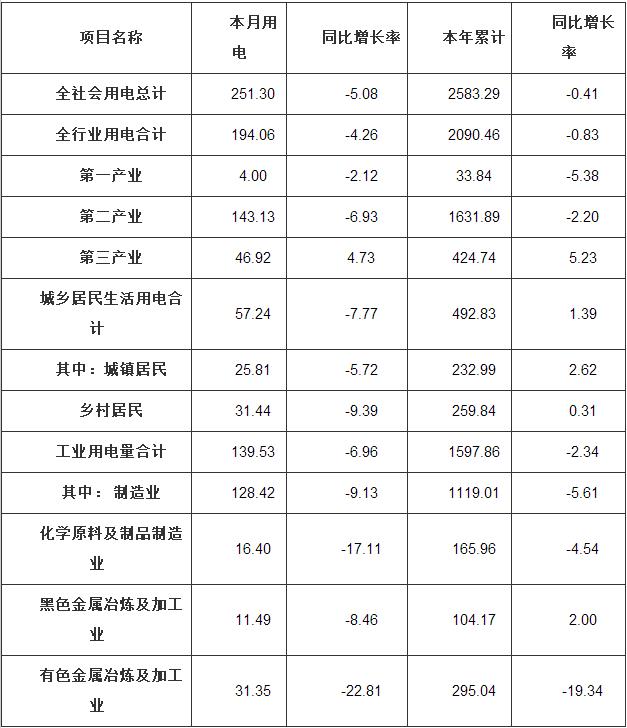 项目名称 本月用电 同比增长率 本年累计 同比增长率
全社会用电总计 251.30 -5.08 2583.29 -0.41
全行业用电合计 194.06 -4.26 2090.46 -0.83
第一产业 4.00 -2.12 33.84 -5.38
第二产业 143.13 -6.93 1631.89 -2.20
第三产业 46.92 4.73 424.74 5.23
城乡居民生活用电合计 57.24 -7.77 492.83 1.39
其中：城镇居民 25.81 -5.72 232.99 2.62
乡村居民 31.44 -9.39 259.84 0.31
工业用电量合计 139.53 -6.96 1597.86 -2.34
其中： 制造业 128.42 -9.13 1119.01 -5.61
化学原料及制品制造业 16.40 -17.11 165.96 -4.54
黑色金属冶炼及加工业 11.49 -8.46 104.17 2.00
有色金属冶炼及加工业 31.35 -22.81 295.04 -19.34